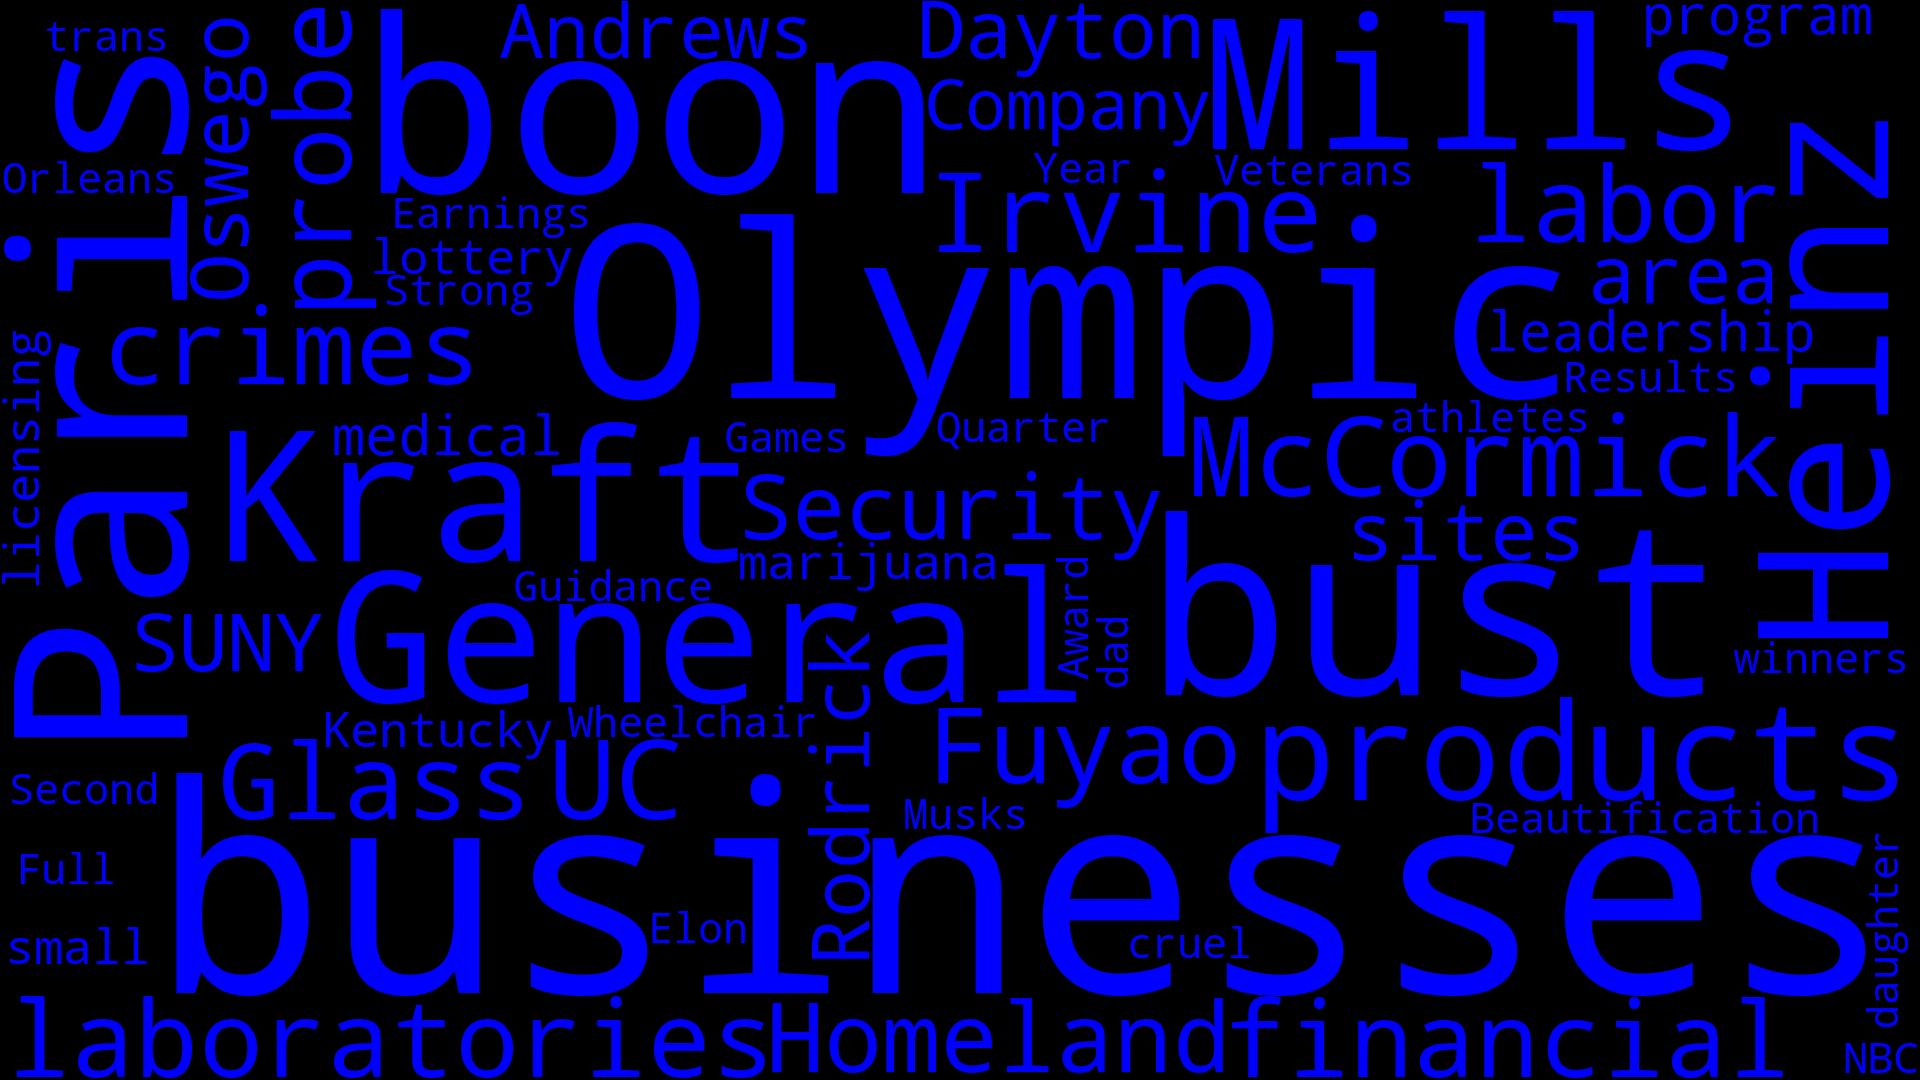 trans
Oswego
probe
boon
Andrews
Dayton
Mills
program
Company
Paris
Orleans
Year
Veterans
Heinz
Irvine
labor
Earnings
lottery
Strong
Olympic
area
crimes
leadership
licensing
Results
athletes
medical
Games
Quarter
Kraft
McCormick
Security
sites
marijuana
Guidance
General
Award
dad
bust
SUNY
winners
Rodrick
Kentucky
Wheelchair
Fuyao
products
Glass
UC
Second
Musks
Beautification
businesses
Full
daughter
Elon
cruel
small
laboratories
Homeland
financial
NBC